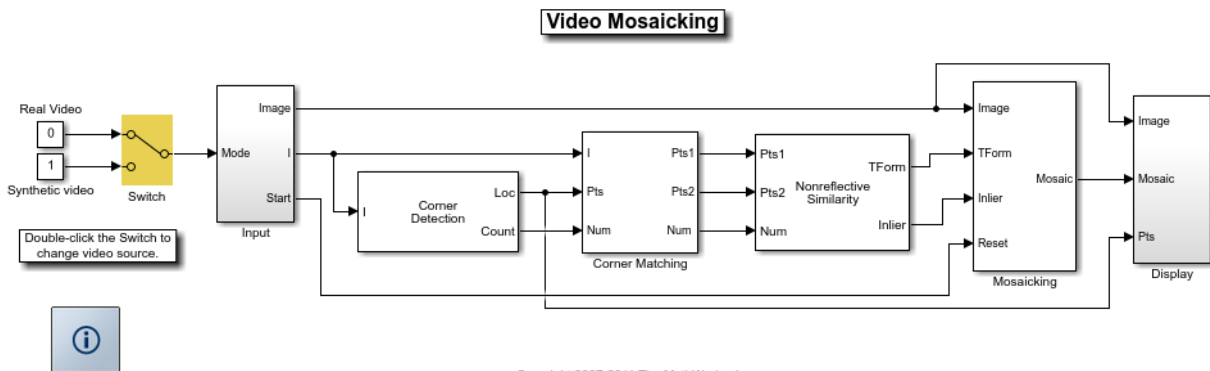 Video Mosaicking
Real Video
0
1
Synthetic video
Switch
Mode
Image
I
Start
Input
Double-click the Switch to
change video source.
I
Corner
Detection
Loc
Count
I
Pts
Num
Pts1
Pts2
Num
Corner Matching
Pts1
Pts2
Num
Nonreflective
Similarity
TForm
Inlier
Image
TForm
Inlier
Reset
Mosaic
Mosaicking
Image
Mosaic
Pts
Display